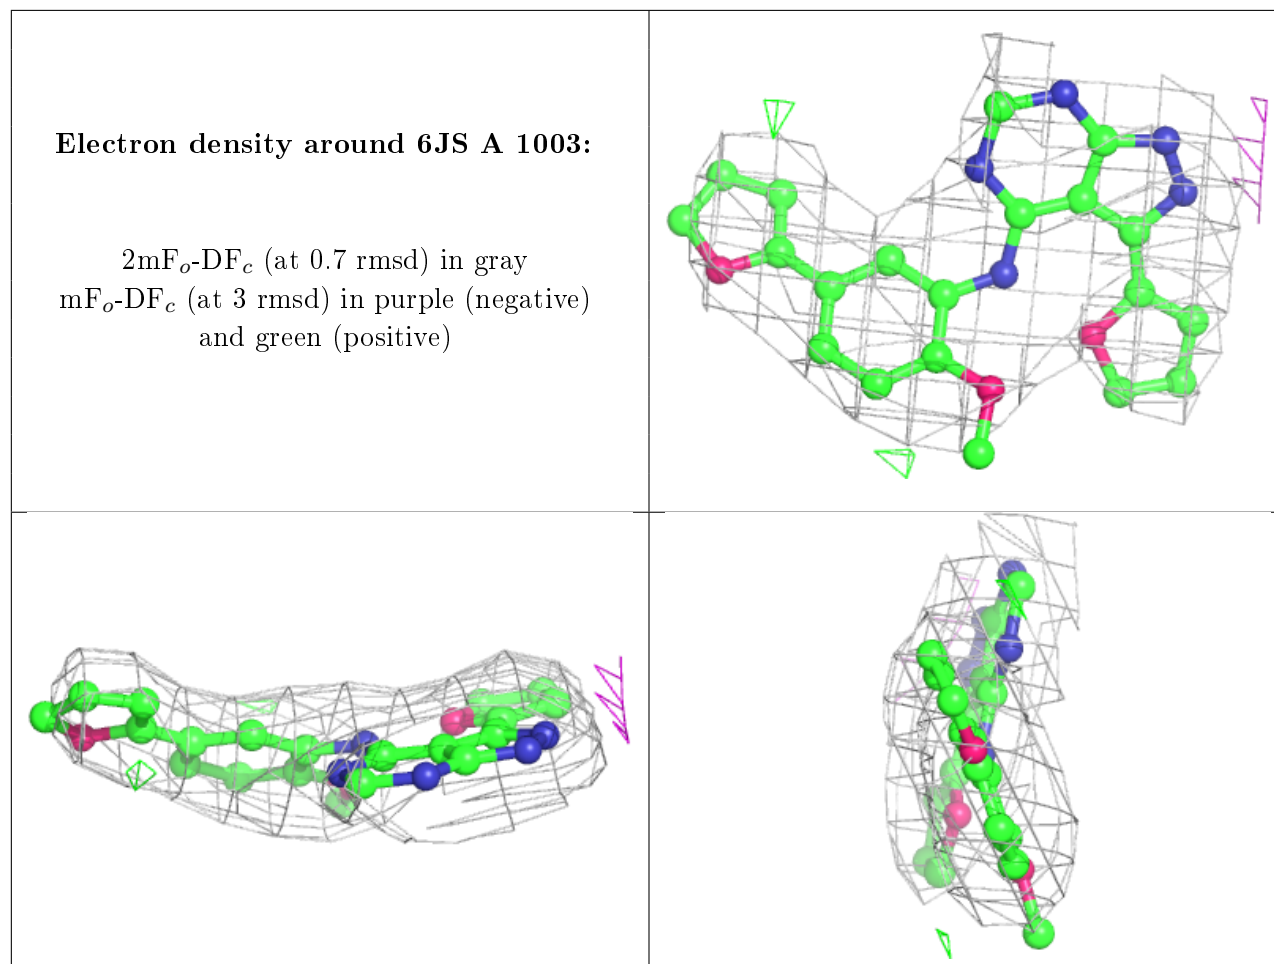 Electron density around 6JS A 1003:
2mFo-DFc (at 0.7 rmsd) in gray
mFo-DFc (at 3 rmsd) in purple (negative)
and green (positive)